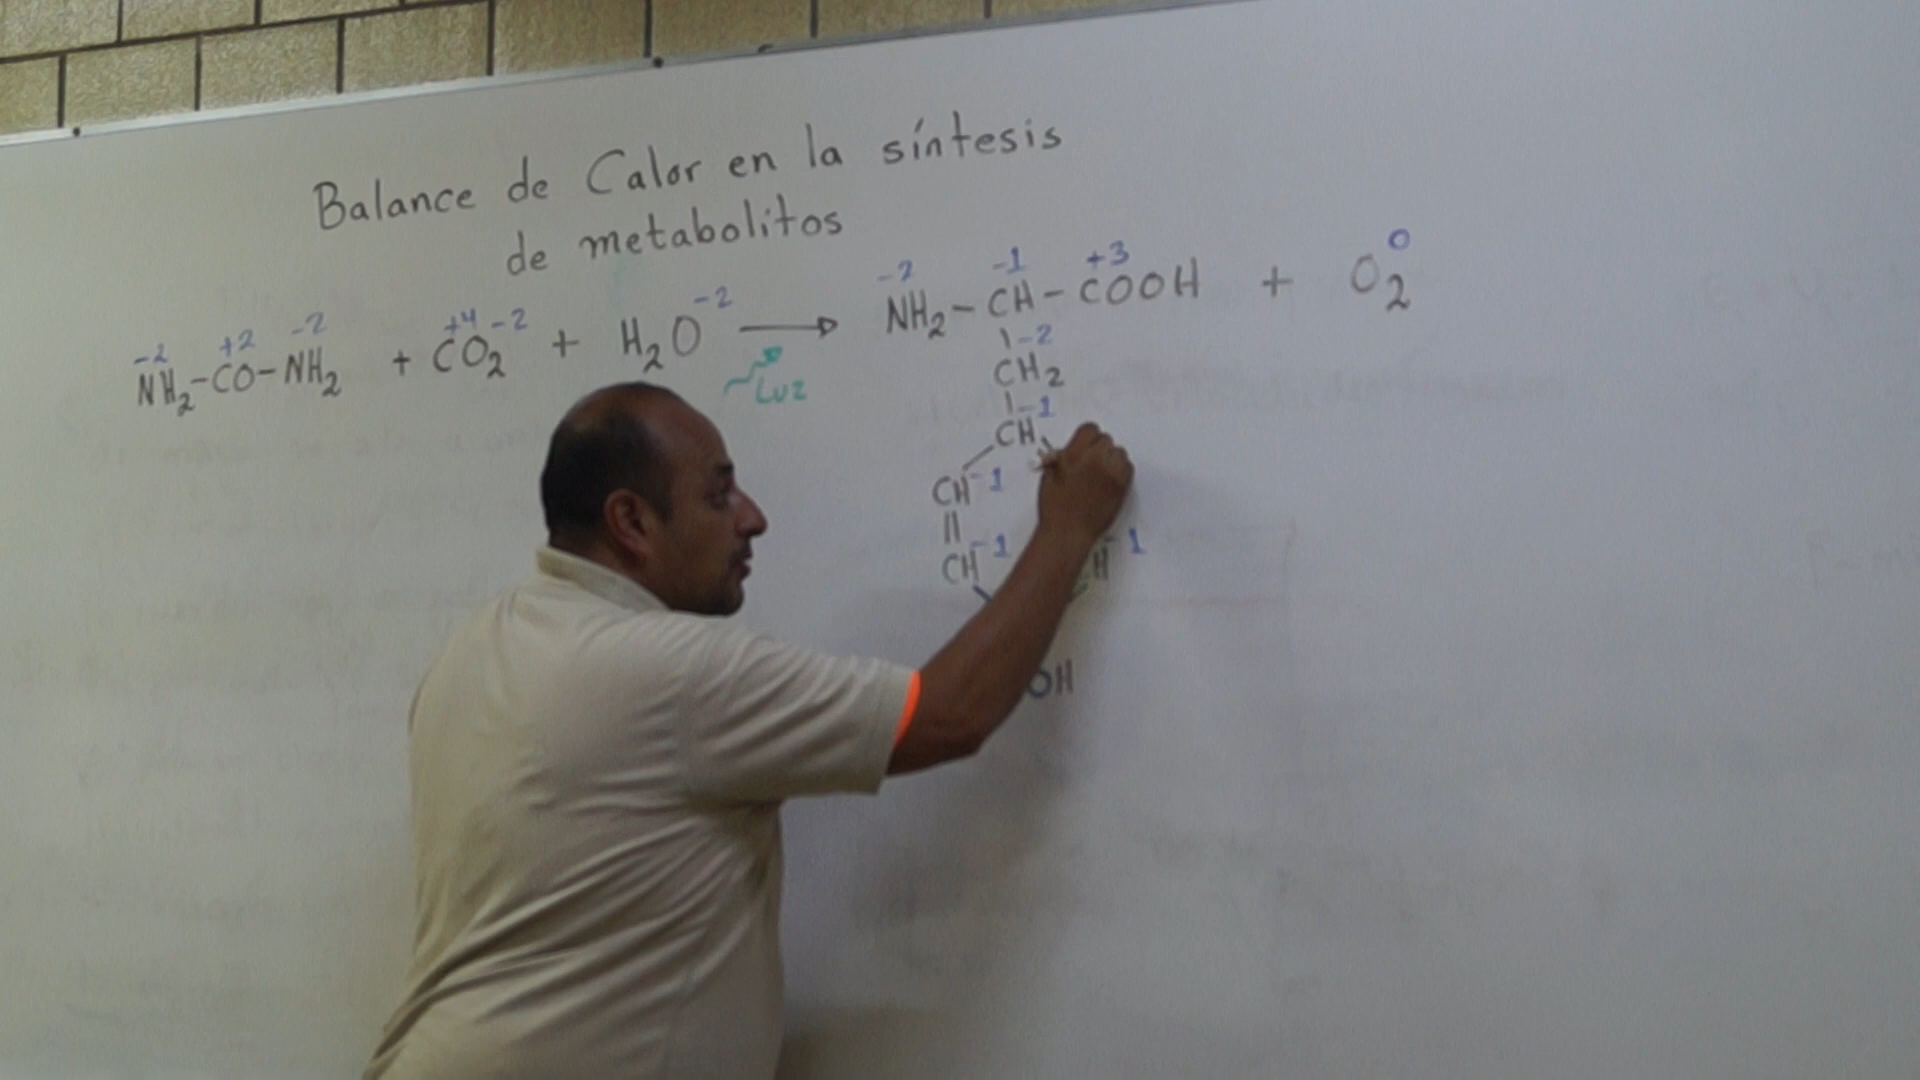 Balance de Calor en la síntesis
de metabolitos
-2 +2 -2 +4 -2 -2 -2 -1 +3 0
NH2-CO-NH2 + CO2 + H2O → NH2-CH-COOH + O2
Luz
-2
CH2
-1
CH
CH -1
CH -1 H -1
OH